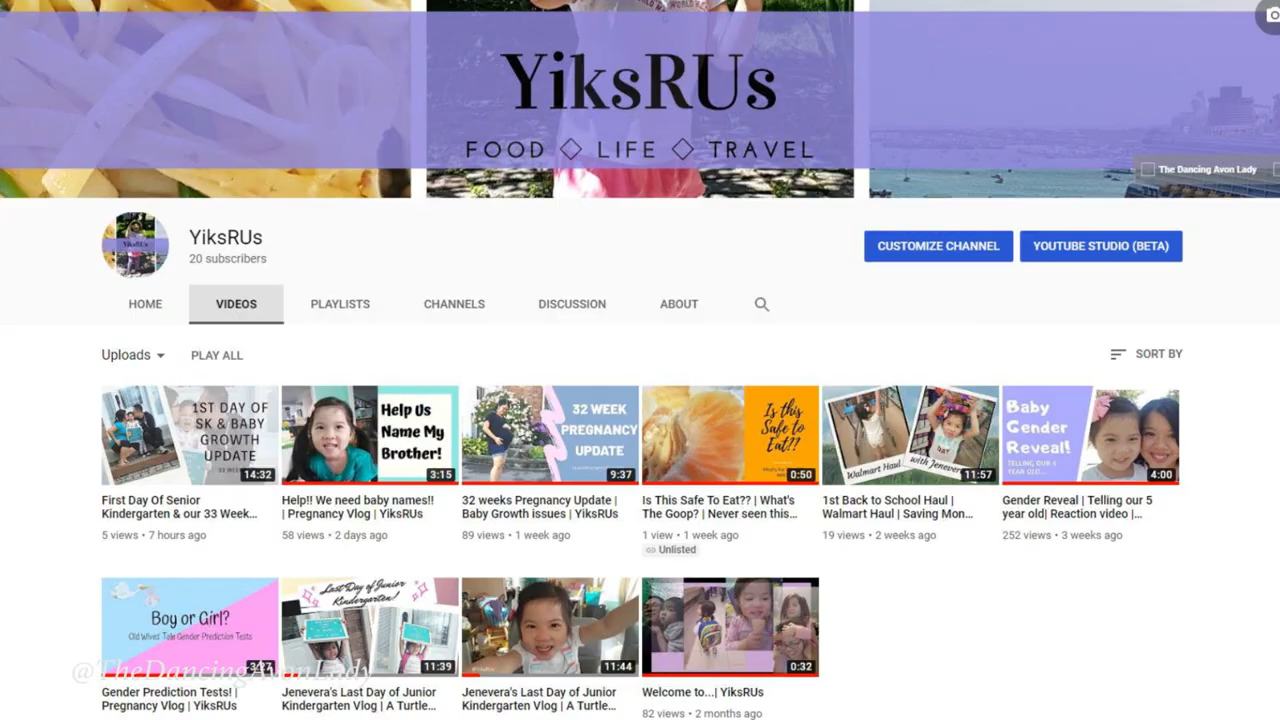 YiksRUs
FOOD ◇ LIFE ◇ TRAVEL
The Dancing Avon Lady
YiksRUs
YiksRUs
20 subscribers
CUSTOMIZE CHANNEL
YOUTUBE STUDIO (BETA)
HOME
VIDEOS
PLAYLISTS
CHANNELS
DISCUSSION
ABOUT
Uploads
PLAY ALL
SORT BY
1ST DAY OF
SK & BABY
GROWTH
UPDATE
14:32
Help Us
Name My
Brother!
3:15
32 WEEK
PREGNANCY
UPDATE
9:37
Is this
Safe to
Eat??
0:50
Walmart Haul
with Jenevera
11:57
Baby
Gender
Reveal!
TELLING OUR 5
YEAR OLD...
4:00
First Day Of Senior
Kindergarten & our 33 Week...
5 views • 7 hours ago
Help!! We need baby names!!
| Pregnancy Vlog | YiksRUs
58 views • 2 days ago
32 weeks Pregnancy Update |
Baby Growth issues | YiksRUs
89 views • 1 week ago
Is This Safe To Eat?? | What's
The Goop? | Never seen this...
1 view • 1 week ago
Unlisted
1st Back to School Haul |
Walmart Haul | Saving Mon...
19 views • 2 weeks ago
Gender Reveal | Telling our 5
year old| Reaction video |...
252 views • 3 weeks ago
Boy or Girl?
Old Wives Tale Gender Prediction Tests
3:37
Last Day of Junior
Kindergarten!
11:39
11:44
0:32
@TheDancingAvonLady
Gender Prediction Tests! |
Pregnancy Vlog | YiksRUs
Jenevera's Last Day of Junior
Kindergarten Vlog | A Turtle...
Jenevera's Last Day of Junior
Kindergarten Vlog | A Turtle...
Welcome to...| YiksRUs
82 views • 2 months ago